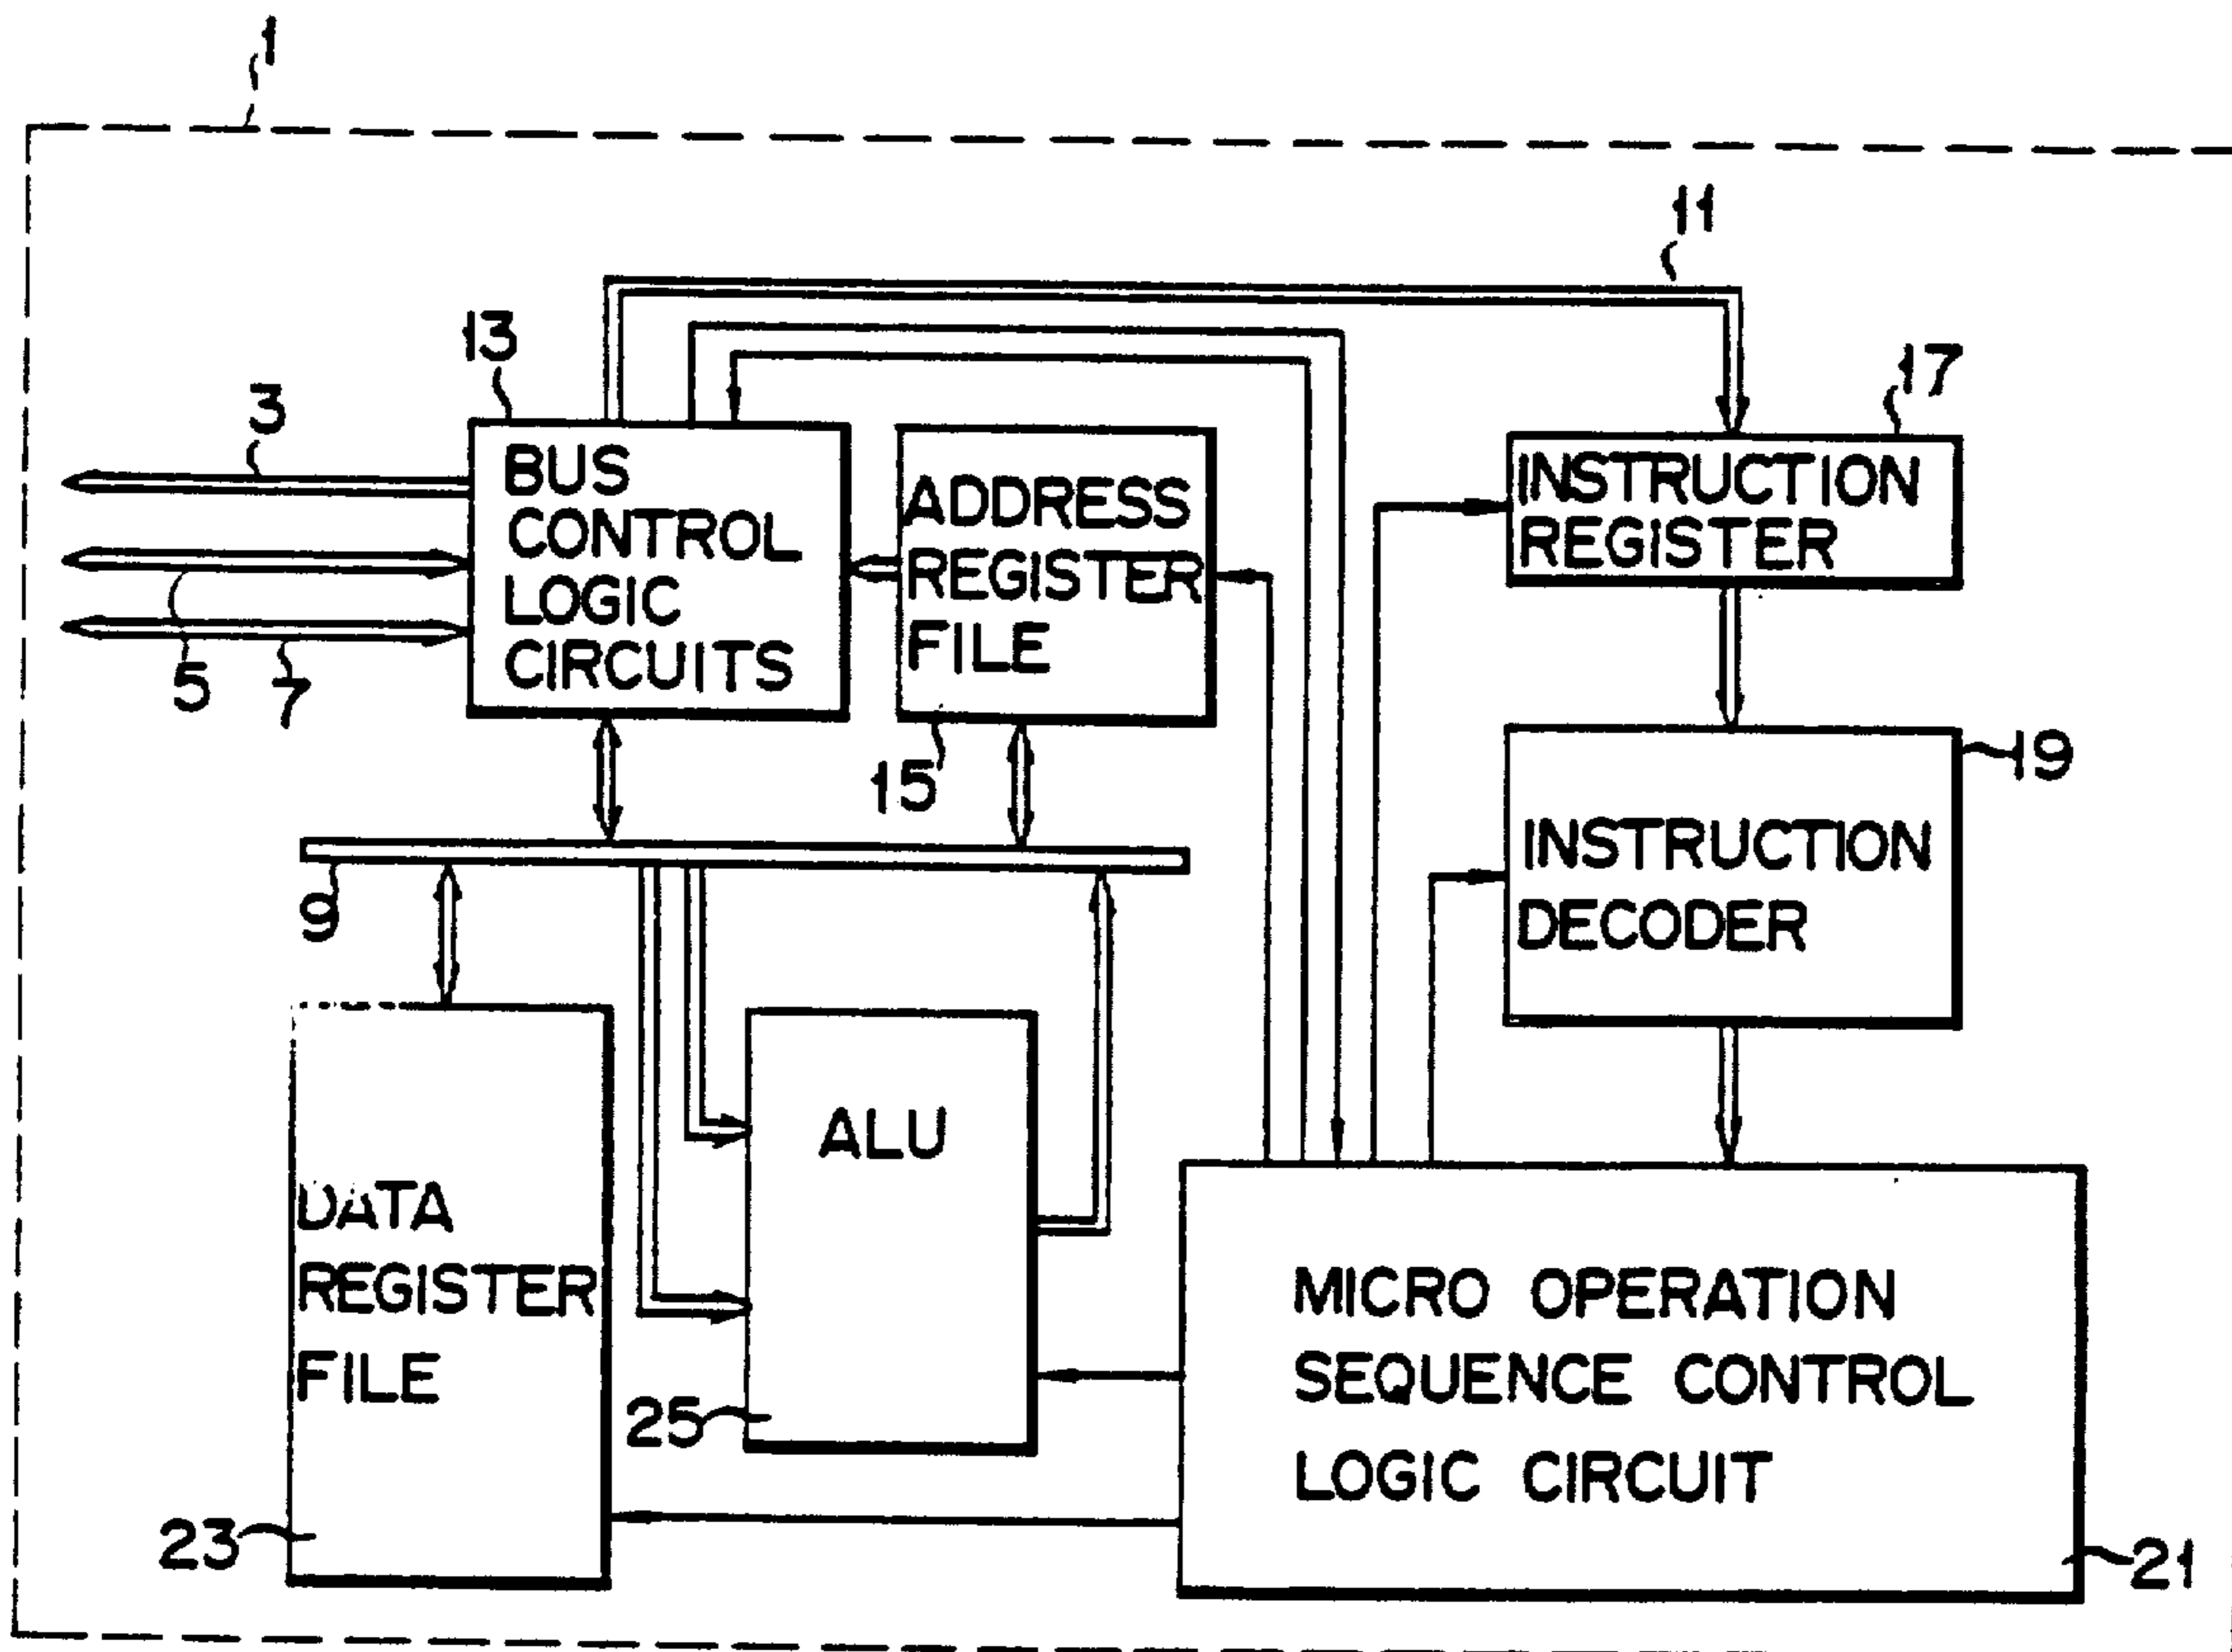 1
11
13
17
3
BUS
CONTROL
LOGIC
CIRCUITS
ADDRESS
REGISTER
FILE
INSTRUCTION
REGISTER
5
7
15
19
INSTRUCTION
DECODER
9
ALU
DATA
REGISTER
FILE
MICRO OPERATION
SEQUENCE CONTROL
LOGIC CIRCUIT
25
23
21